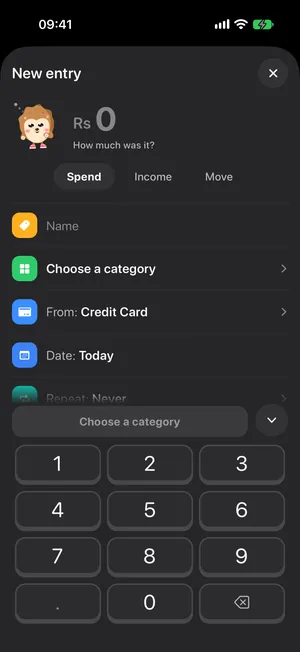 09:41
New entry
Rs 0
How much was it?
Spend Income Move
Name
Choose a category
From: Credit Card
Date: Today
Repeat: Never
Choose a category
1 2 3
4 5 6
7 8 9
. 0